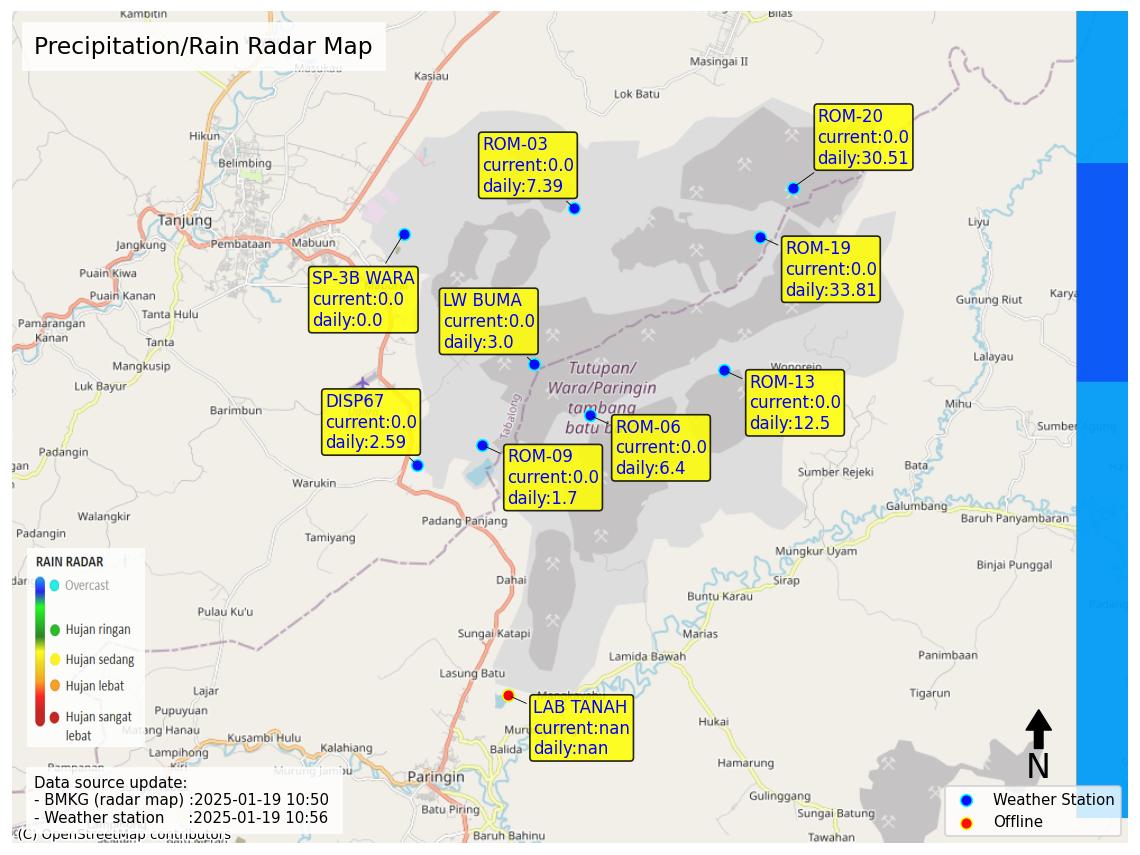 Kambitin
Bilas
Precipitation/Rain Radar Map
Masingai II
Masukau
Kasiau
Lok Batu
ROM-20
current:0.0
daily:30.51
ROM-03
current:0.0
daily:7.39
Hikun
Belimbing
Tanjung
Liyu
Jangkung
Pembataan
Mabuun
ROM-19
current:0.0
daily:33.81
Puain Kiwa
SP-3B WARA
current:0.0
daily:0.0
Puain Kanan
LW BUMA
current:0.0
daily:3.0
Gunung Riut
Karya
Tanta Hulu
Pamarangan
Kanan
Tanta
Lalayau
Mangkusip
Tutupan/
Wara/Paringin
tambang
batu b
Wonorejo
Luk Bayur
ROM-13
current:0.0
daily:12.5
Barimbun
DISP67
current:0.0
daily:2.59
Tabalong
Mihu
ROM-06
current:0.0
daily:6.4
Sumber Agung
Padangin
ROM-09
current:0.0
daily:1.7
Bata
Sumber Rejeki
Warukin
Galumbang
Walangkir
Padang Panjang
Baruh Panyambaran
Padangin
Tamiyang
Mungkur Uyam
Binjai Punggal
RAIN RADAR
Overcast
Hujan ringan
Hujan sedang
Hujan lebat
Hujan sangat
lebat
Dahai
Sirap
Buntu Karau
Pulau Ku'u
Sungai Katapi
Marias
Lamida Bawah
Panimbaan
Lasung Batu
Lajar
Tigarun
LAB TANAH
current:nan
daily:nan
Pupuyuan
Hukai
Matang Hanau
Kusambi Hulu
Kalahiang
Balida
Lampihong
Hamarung
N
Murung Jambu
Paringin
Data source update:
- BMKG (radar map) :2025-01-19 10:50
- Weather station :2025-01-19 10:56
Gulinggang
Weather Station
Offline
Batu Piring
Sungai Batung
(C) OpenStreetMap contributors
Baruh Bahinu
Tawahan